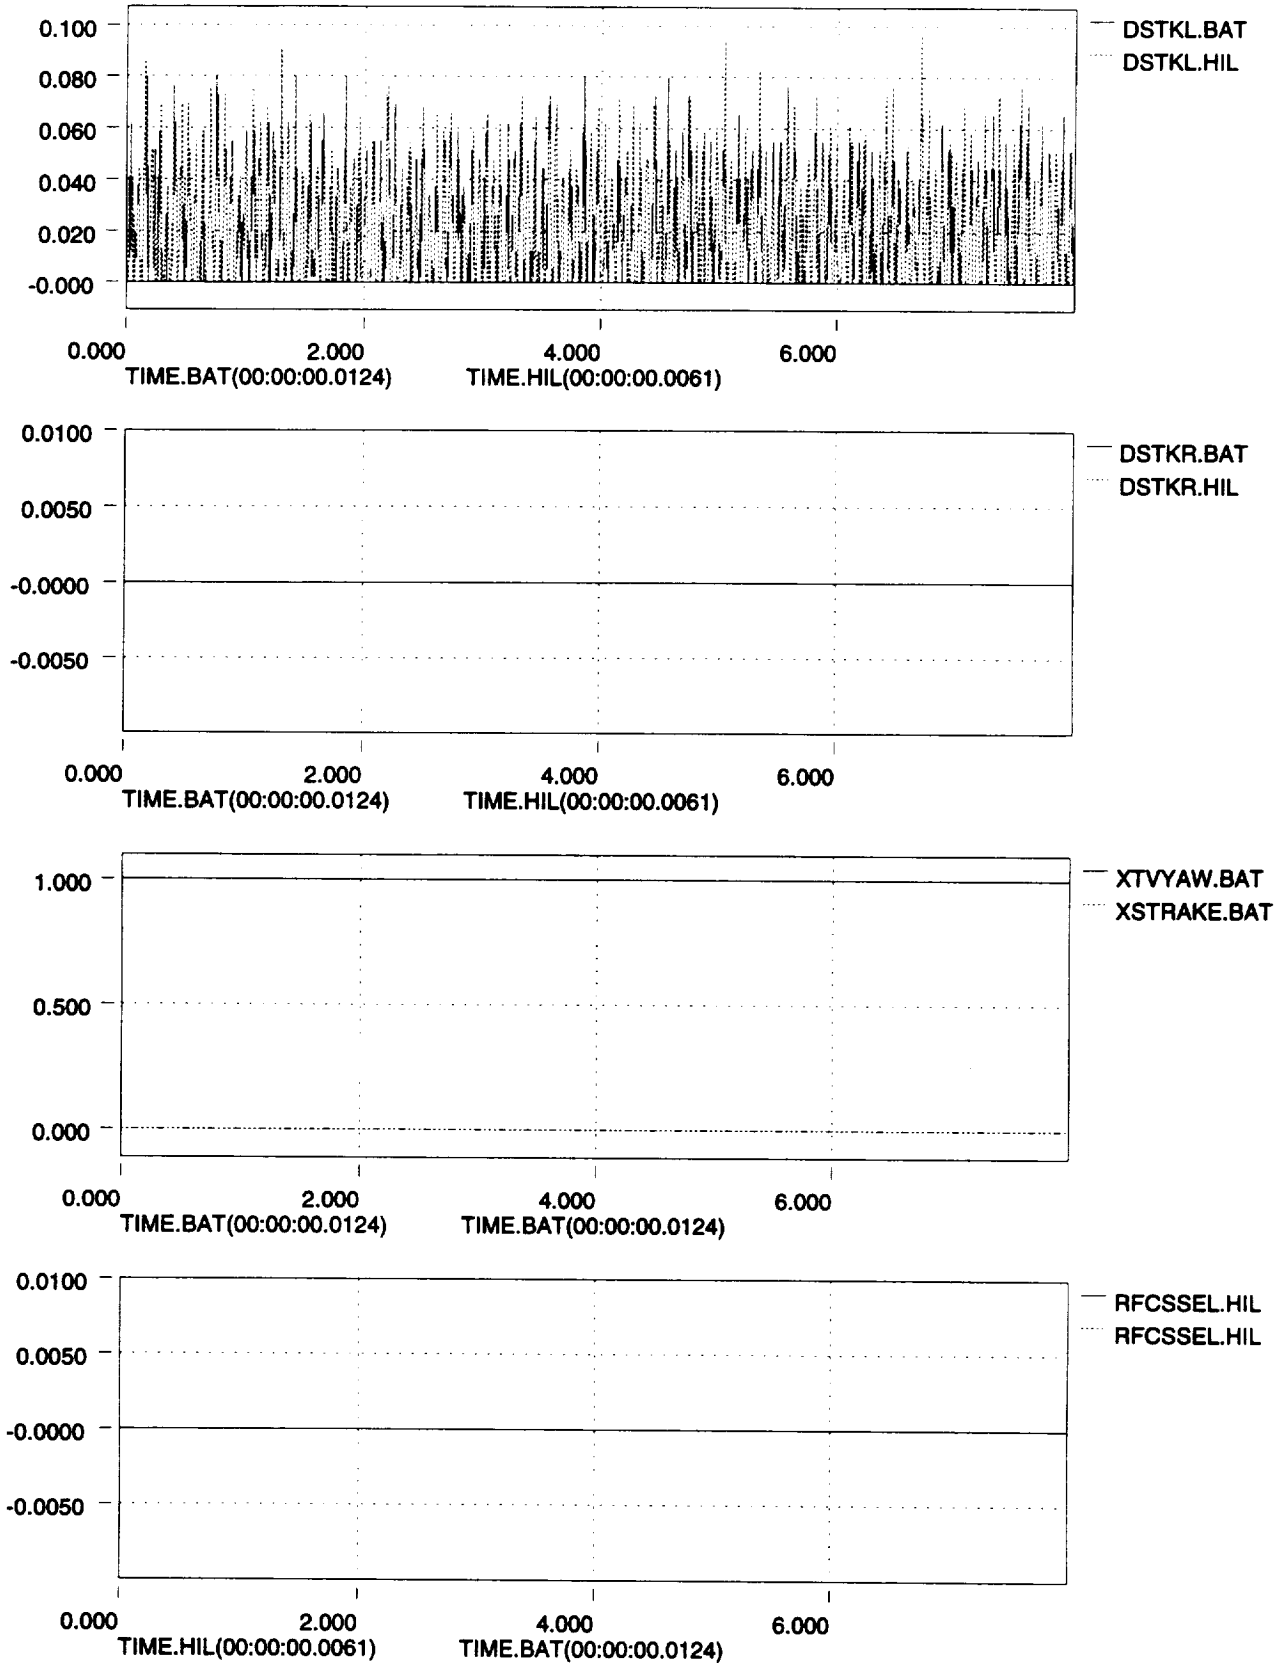 0.100
0.080
0.060
0.040
0.020
-0.000
DSTKL.BAT
DSTKL.HIL
0.000 2.000 4.000 6.000
TIME.BAT(00:00:00.0124) TIME.HIL(00:00:00.0061)
0.0100
0.0050
-0.0000
-0.0050
DSTKR.BAT
DSTKR.HIL
0.000 2.000 4.000 6.000
TIME.BAT(00:00:00.0124) TIME.HIL(00:00:00.0061)
1.000
0.500
0.000
XTVYAW.BAT
XSTRAKE.BAT
0.000 2.000 4.000 6.000
TIME.BAT(00:00:00.0124) TIME.BAT(00:00:00.0124)
0.0100
0.0050
-0.0000
-0.0050
RFCSSEL.HIL
RFCSSEL.HIL
0.000 2.000 4.000 6.000
TIME.HIL(00:00:00.0061) TIME.BAT(00:00:00.0124)